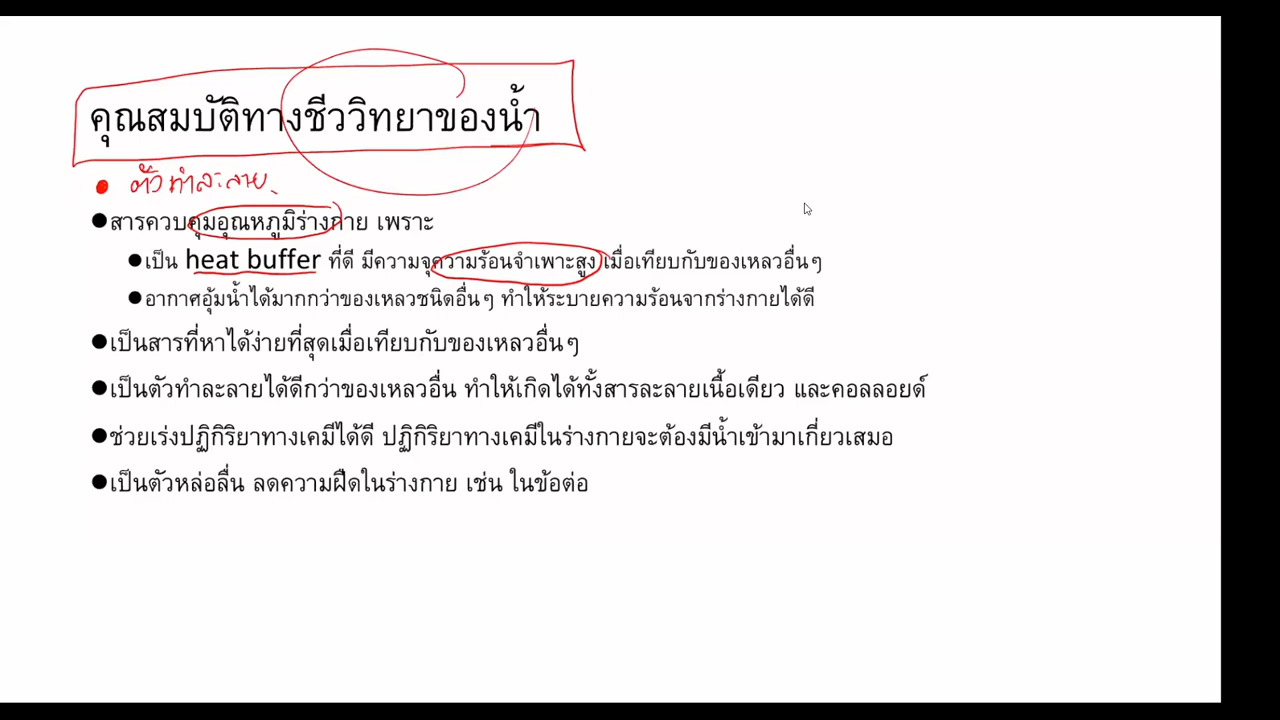 คุณสมบัติทางชีววิทยาของน้ำ
● ตัวทำละลาย
●สารควบคุมอุณหภูมิร่างกาย เพราะ
●เป็น heat buffer ที่ดี มีความจุความร้อนจำเพาะสูง เมื่อเทียบกับของเหลวอื่นๆ
●อากาศอุ้มน้ำได้มากกว่าของเหลวชนิดอื่นๆ ทำให้ระบายความร้อนจากร่างกายได้ดี
●เป็นสารที่หาได้ง่ายที่สุดเมื่อเทียบกับของเหลวอื่นๆ
●เป็นตัวทำละลายได้ดีกว่าของเหลวอื่น ทำให้เกิดได้ทั้งสารละลายเนื้อเดียว และคอลลอยด์
●ช่วยเร่งปฏิกิริยาทางเคมีได้ดี ปฏิกิริยาทางเคมีในร่างกายจะต้องมีน้ำเข้ามาเกี่ยวเสมอ
●เป็นตัวหล่อลื่น ลดความฝืดในร่างกาย เช่น ในข้อต่อ